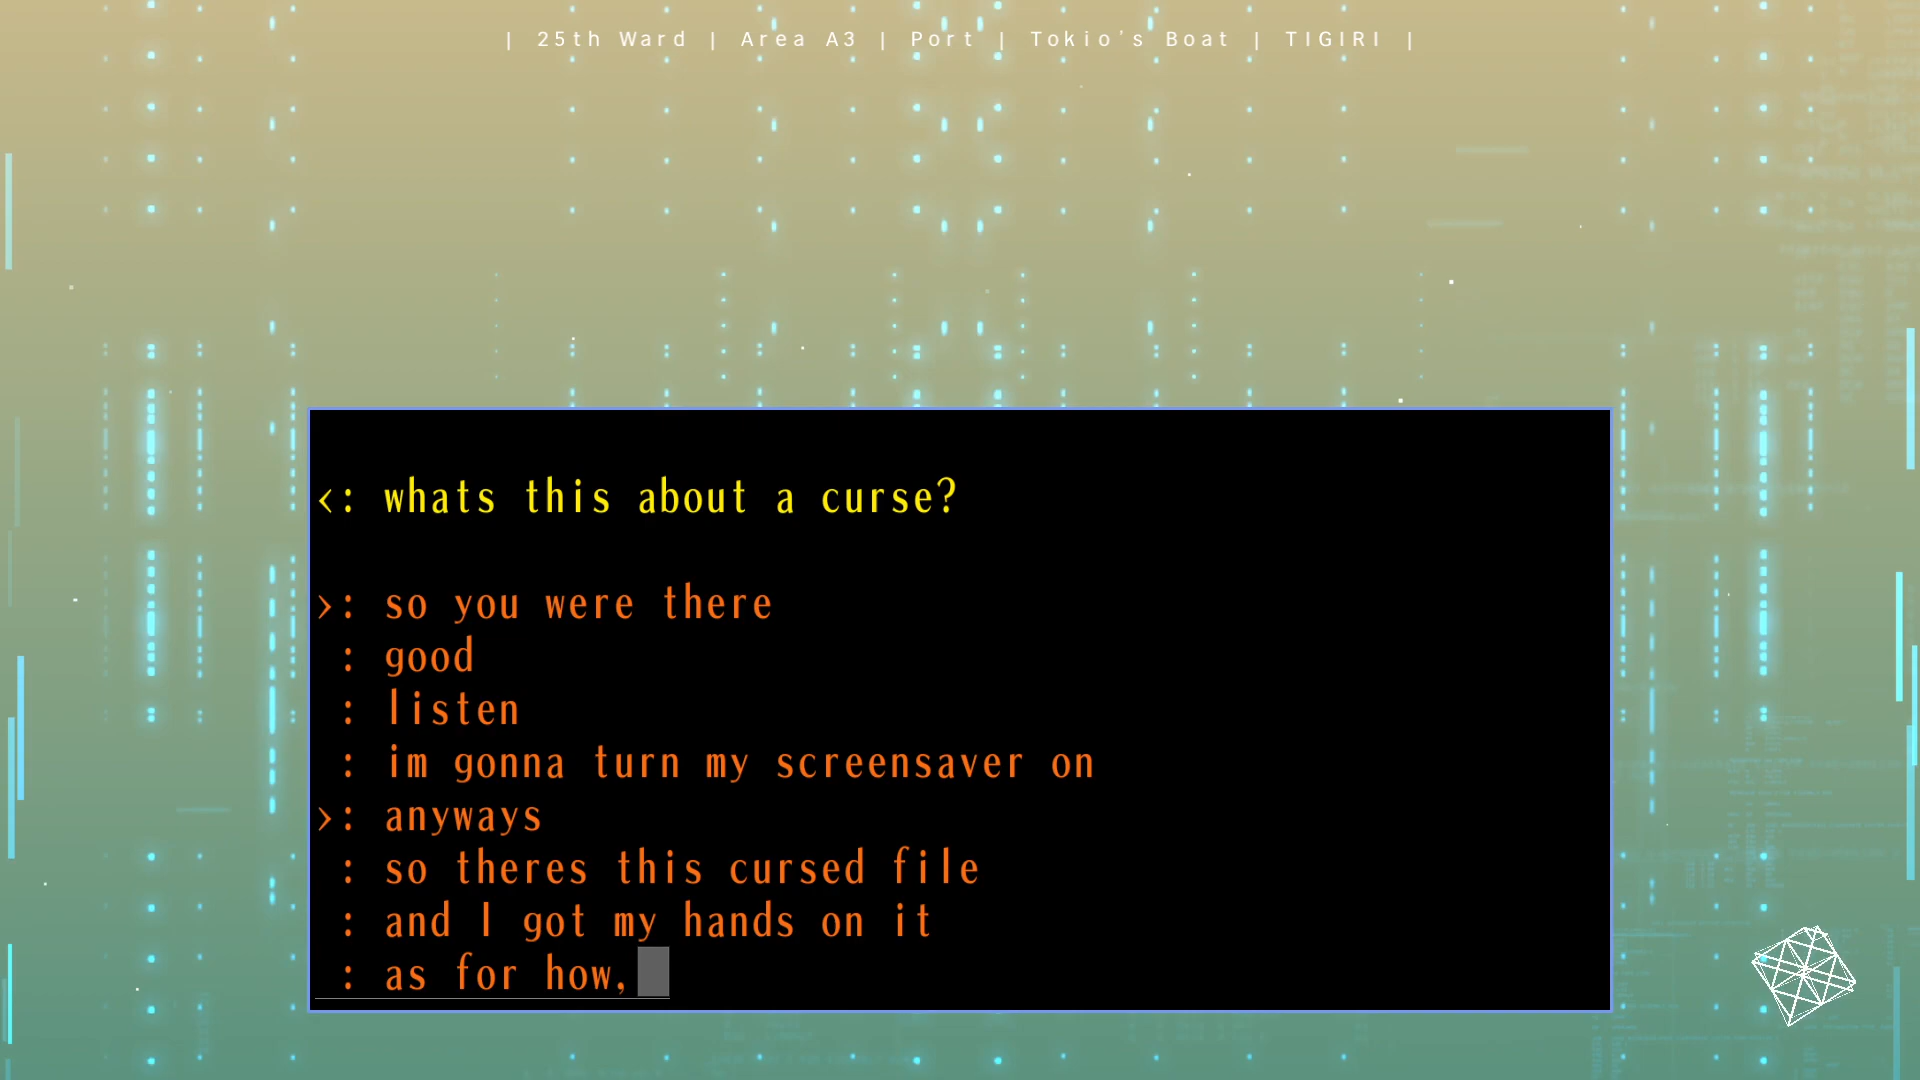 | 25th Ward | Area A3 | Port | Tokio's Boat | TIGIRI |
<: whats this about a curse?
>: so you were there
: good
: listen
: im gonna turn my screensaver on
>: anyways
: so theres this cursed file
: and I got my hands on it
: as for how,